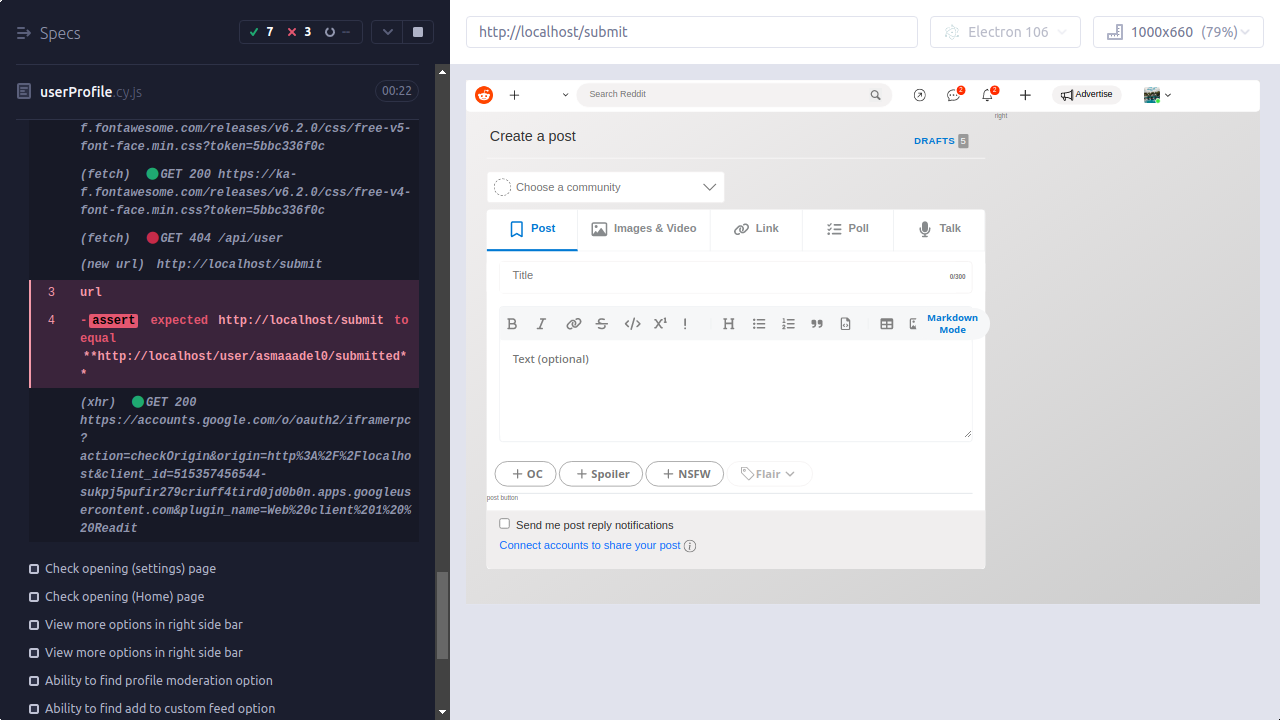 Specs
7
3
--
userProfile.cy.js
00:22
f.fontawesome.com/releases/v6.2.0/css/free-v5-
font-face.min.css?token=5bbc336f0c
(fetch) GET 200 https://ka-
f.fontawesome.com/releases/v6.2.0/css/free-v4-
font-face.min.css?token=5bbc336f0c
(fetch) GET 404 /api/user
(new url) http://localhost/submit
3 url
4 -assert expected http://localhost/submit to
equal
**http://localhost/user/asmaaadel0/submitted*
*
(xhr) GET 200
https://accounts.google.com/o/oauth2/iframerpc
?
action=checkOrigin&origin=http%3A%2F%2Flocalho
st&client_id=515357456544-
sukpj5pufir279criuff4tird0jd0b0n.apps.googleus
ercontent.com&plugin_name=Web%20client%201%20%
20Readit
Check opening (settings) page
Check opening (Home) page
View more options in right side bar
View more options in right side bar
Ability to find profile moderation option
Ability to find add to custom feed option
http://localhost/submit
Electron 106
1000x660 (79%)
Search Reddit
2
2
Advertise
right
Create a post
DRAFTS 5
Choose a community
Post
Images & Video
Link
Poll
Talk
Title
0/300
Markdown
Mode
Text (optional)
+ OC
+ Spoiler
+ NSFW
Flair
post button
Send me post reply notifications
Connect accounts to share your post